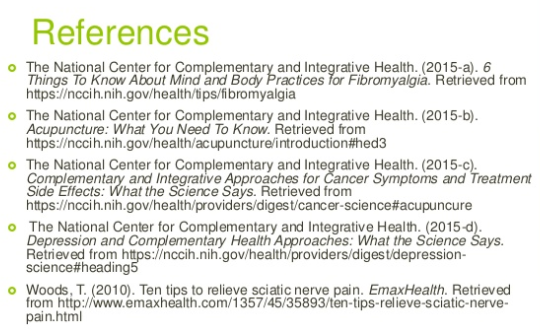 References
The National Center for Complementary and Integrative Health. (2015-a). 6
Things To Know About Mind and Body Practices for Fibromyalgia. Retrieved from
https://nccih.nih.gov/health/tips/fibromyalgia
The National Center for Complementary and Integrative Health. (2015-b).
Acupuncture: What You Need To Know. Retrieved from
https://nccih.nih.gov/health/acupuncture/introduction#hed3
The National Center for Complementary and Integrative Health. (2015-c).
Complementary and Integrative Approaches for Cancer Symptoms and Treatment
Side Effects: What the Science Says. Retrieved from
https://nccih.nih.gov/health/providers/digest/cancer-science#acupuncure
The National Center for Complementary and Integrative Health. (2015-d).
Depression and Complementary Health Approaches: What the Science Says.
Retrieved from https://nccih.nih.gov/health/providers/digest/depression-
science#heading5
Woods, T. (2010). Ten tips to relieve sciatic nerve pain. EmaxHealth. Retrieved
from http://www.emaxhealth.com/1357/45/35893/ten-tips-relieve-sciatic-nerve-
pain.html